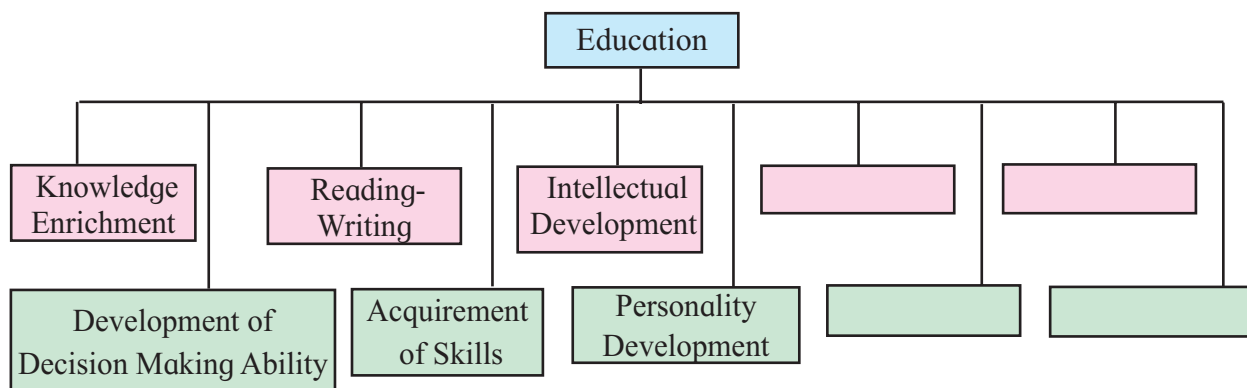 Education
Knowledge
Enrichment
Reading-
Writing
Intellectual
Development
Development of
Decision Making Ability
Acquirement
of Skills
Personality
Development